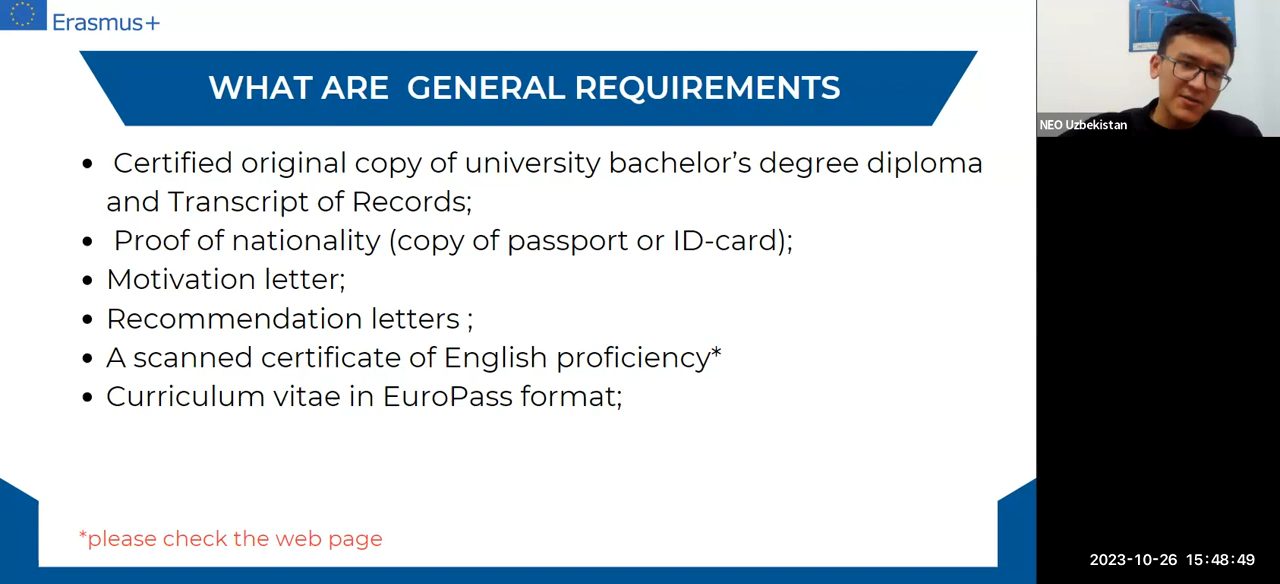 Erasmus+
WHAT ARE GENERAL REQUIREMENTS
• Certified original copy of university bachelor’s degree diploma
and Transcript of Records;
• Proof of nationality (copy of passport or ID-card);
• Motivation letter;
• Recommendation letters ;
• A scanned certificate of English proficiency*
• Curriculum vitae in EuroPass format;
*please check the web page
NEO Uzbekistan
2023-10-26 15:48:49